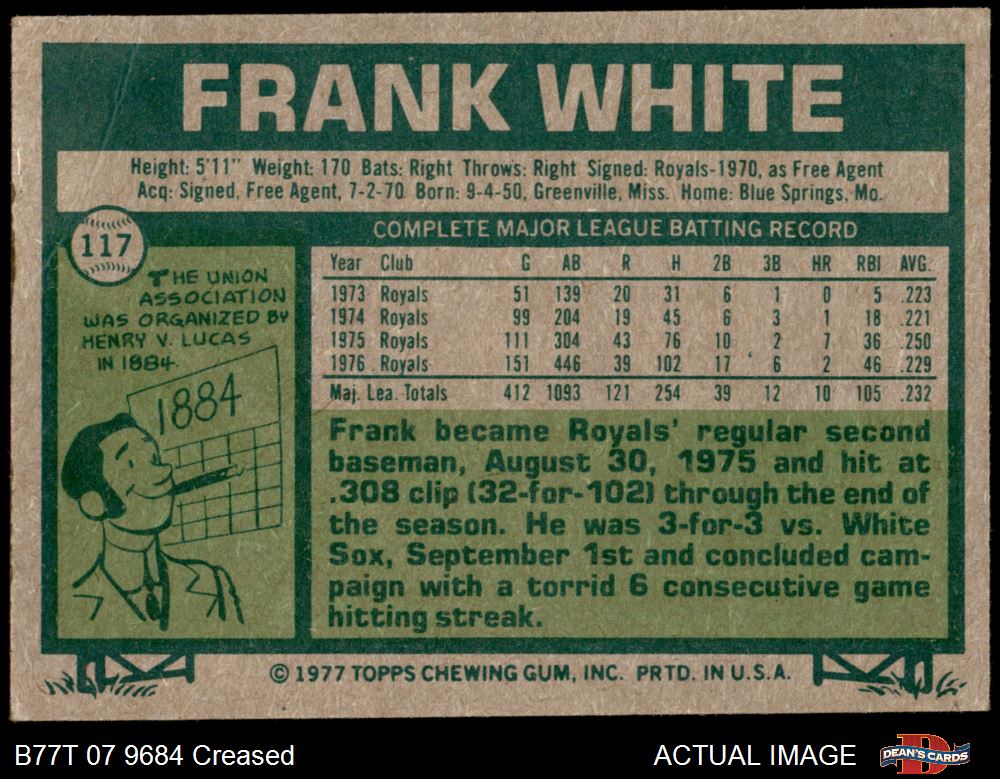 FRANK WHITE
Height: 5'11" Weight: 170 Bats: Right Throws: Right Signed: Royals-1970, as Free Agent
Acq: Signed, Free Agent, 7-2-70 Born: 9-4-50, Greenville, Miss. Home: Blue Springs, Mo.
117
THE UNION
ASSOCIATION
WAS ORGANIZED BY
HENRY V. LUCAS
IN 1884.
1884
COMPLETE MAJOR LEAGUE BATTING RECORD
Year Club G AB R H 2B 3B HR RBI AVG.
1973 Royals 51 139 20 31 6 1 0 5 .223
1974 Royals 99 204 19 45 6 3 1 18 .221
1975 Royals 111 304 43 76 10 2 7 36 .250
1976 Royals 151 446 39 102 17 6 2 46 .229
Maj. Lea. Totals 412 1093 121 254 39 12 10 105 .232
Frank became Royals' regular second
baseman, August 30, 1975 and hit at
.308 clip (32-for-102) through the end of
the season. He was 3-for-3 vs. White
Sox, September 1st and concluded cam-
paign with a torrid 6 consecutive game
hitting streak.
© 1977 TOPPS CHEWING GUM, INC. PRTD. IN U.S.A.
B77T 07 9684 Creased
ACTUAL IMAGE
D
DEAN'S CARDS